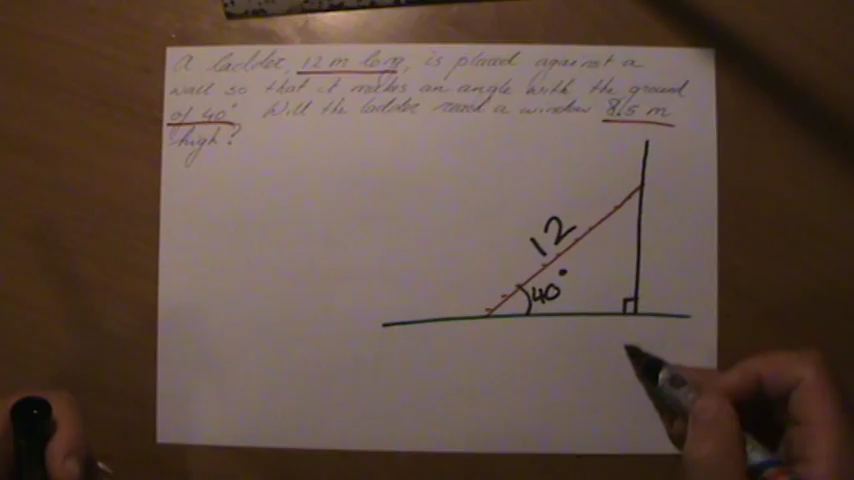 A ladder, 12 m long, is placed against a
wall so that it makes an angle with the ground
of 40° Will the ladder reach a window 8.5 m
high?
12
40°